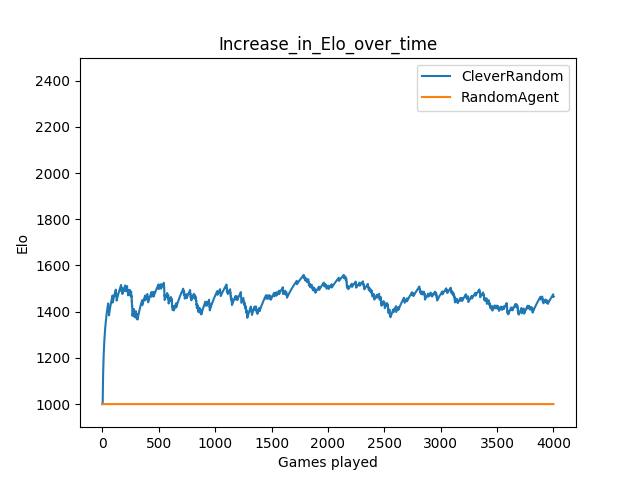 Increase_in_Elo_over_time
CleverRandom
RandomAgent
2400
2200
2000
1800
1600
1400
1200
1000
Elo
0 500 1000 1500 2000 2500 3000 3500 4000
Games played